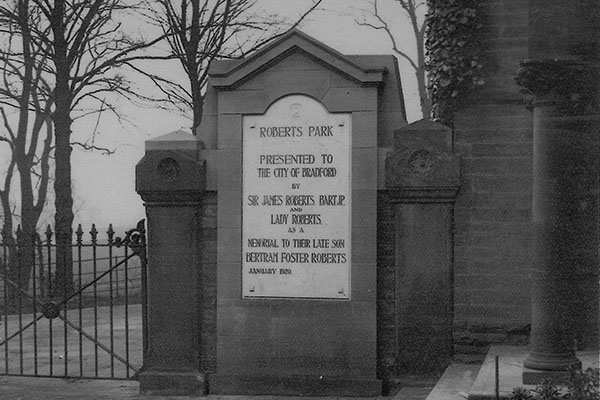 ROBERTS PARK
PRESENTED TO
THE CITY OF BRADFORD
BY
SIR JAMES ROBERTS, BART. J.P.
AND
LADY ROBERTS,
AS A
MEMORIAL TO THEIR LATE SON
BERTRAM FOSTER ROBERTS
JANUARY 1920.